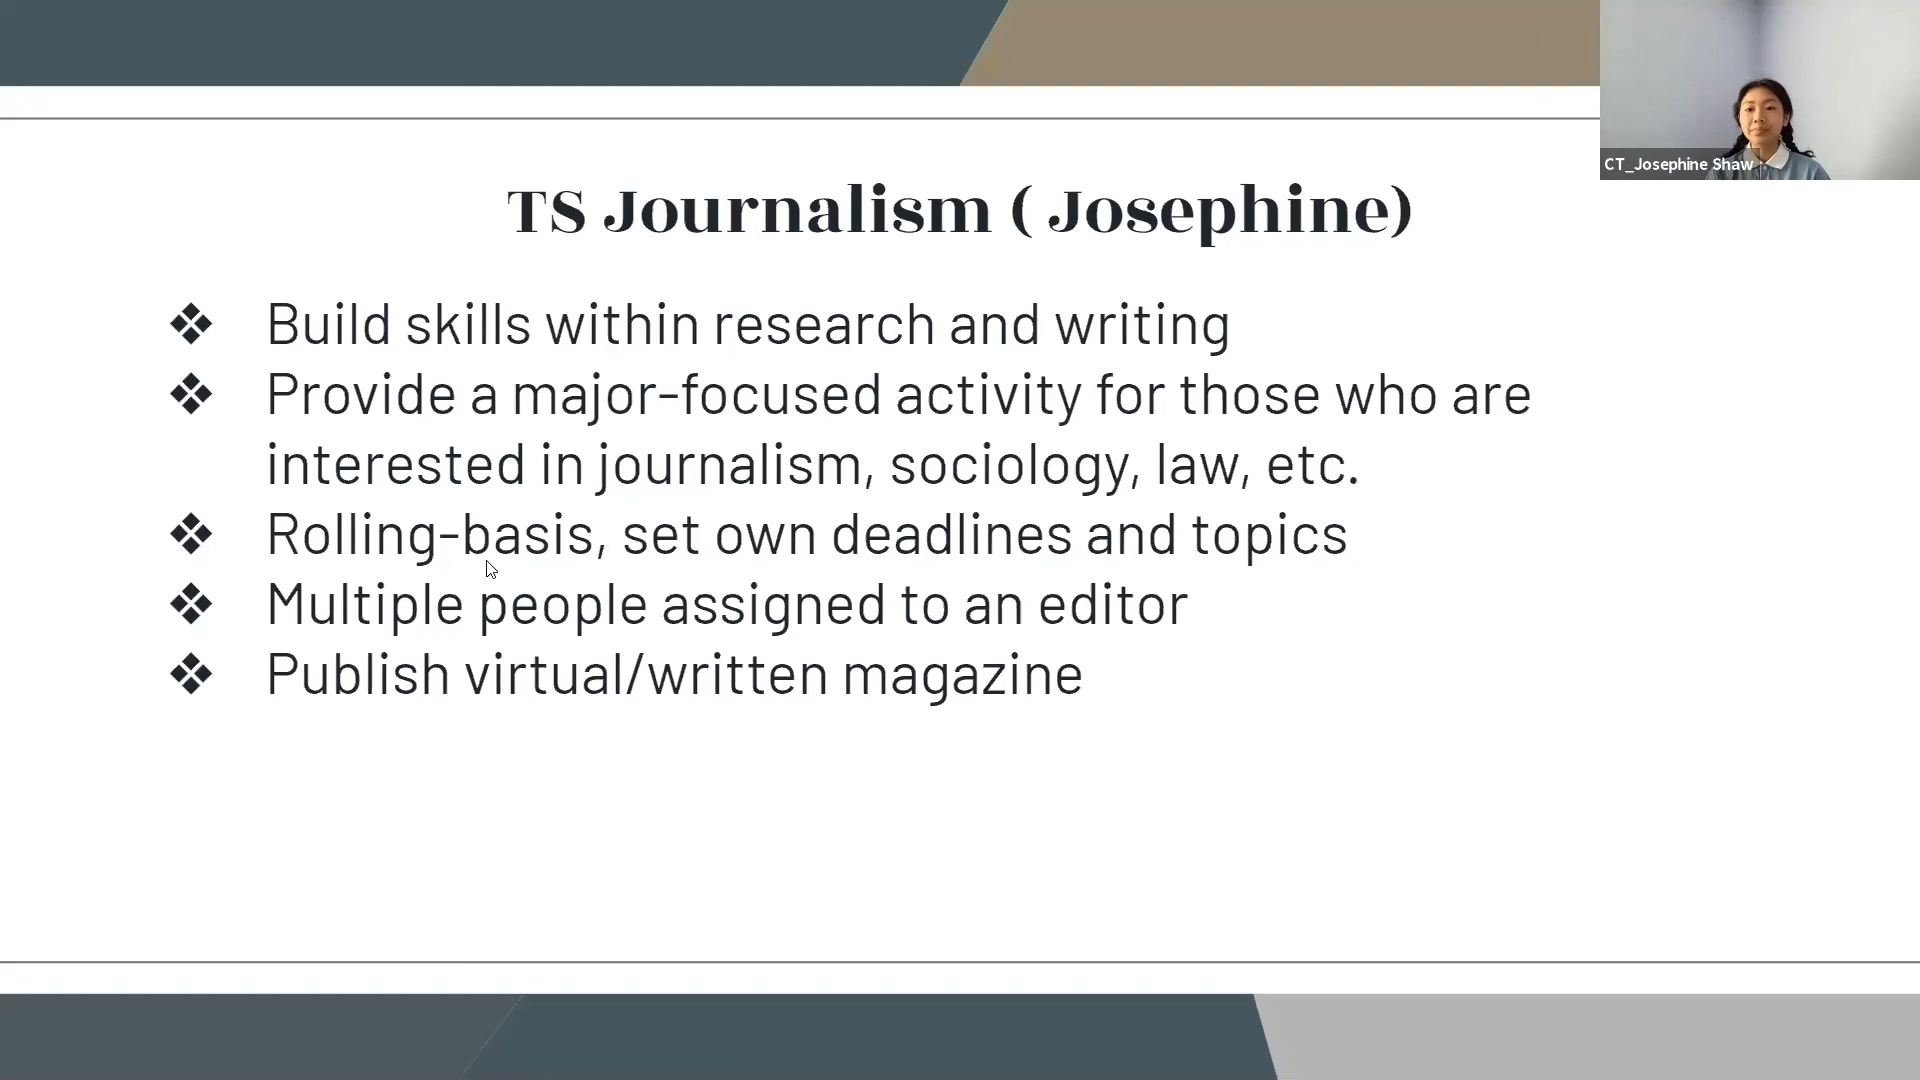 CT_Josephine Shaw
TS Journalism ( Josephine)
❖ Build skills within research and writing
❖ Provide a major-focused activity for those who are
interested in journalism, sociology, law, etc.
❖ Rolling-basis, set own deadlines and topics
❖ Multiple people assigned to an editor
❖ Publish virtual/written magazine